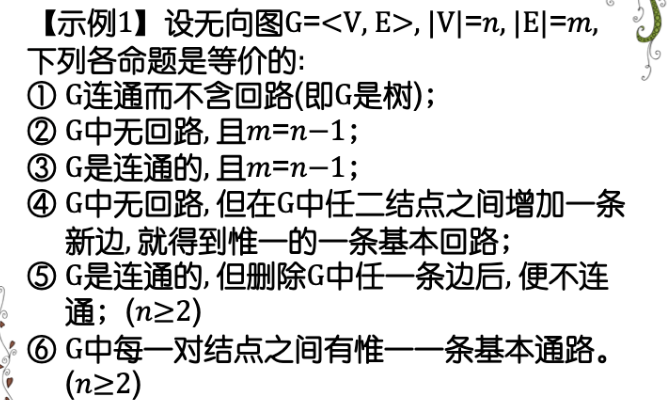 【示例1】设无向图G=<V, E>, |V|=n, |E|=m,
下列各命题是等价的:
① G连通而不含回路(即G是树)；
② G中无回路, 且m=n−1；
③ G是连通的, 且m=n−1；
④ G中无回路, 但在G中任二结点之间增加一条
新边, 就得到惟一的一条基本回路；
⑤ G是连通的, 但删除G中任一条边后, 便不连
通；(n≥2)
⑥ G中每一对结点之间有惟一一条基本通路。
(n≥2)